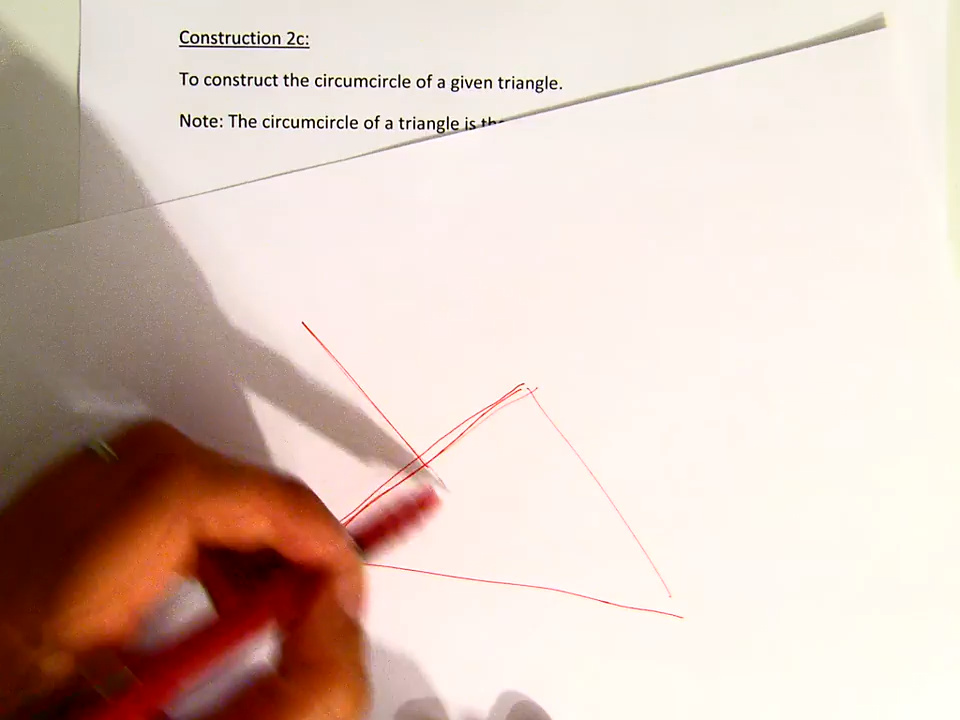 Construction 2c:
To construct the circumcircle of a given triangle.
Note: The circumcircle of a triangle is